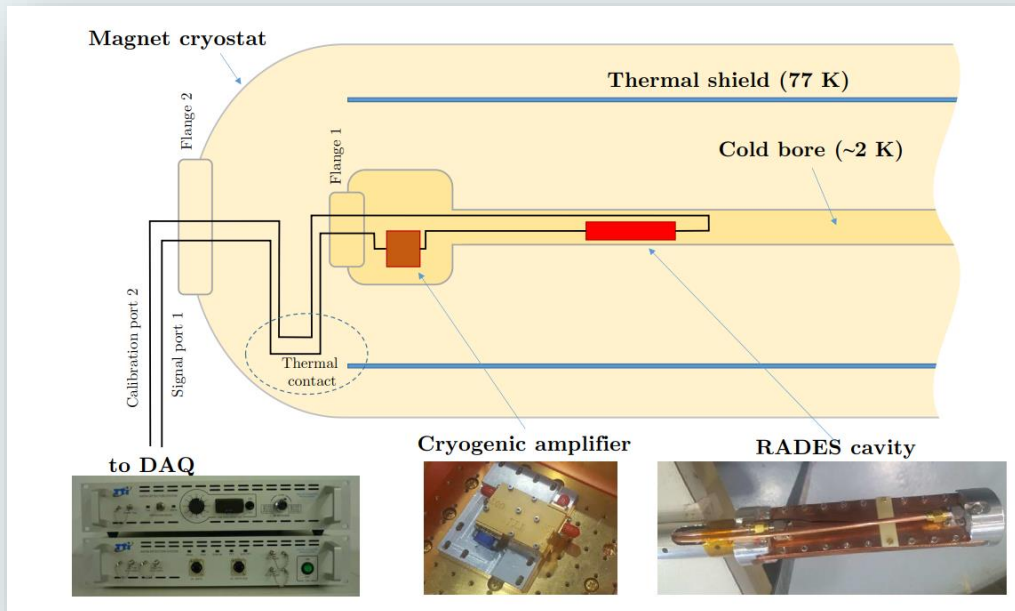 Magnet cryostat
Thermal shield (77 K)
Flange 2
Flange 1
Cold bore (~2 K)
Calibration port 2
Signal port 1
Thermal
contact
Cryogenic amplifier
RADES cavity
to DAQ